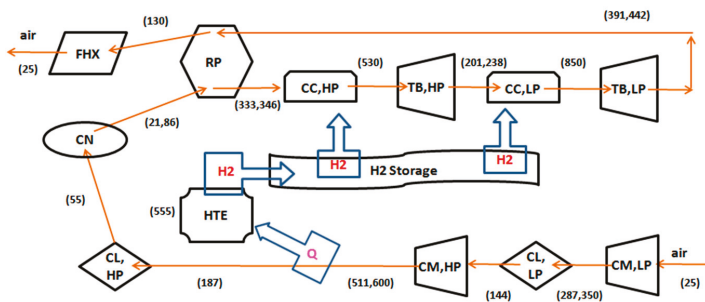 (130)
(391,442)
air
FHX
RP
(25)
(530)
(201,238)
(850)
CC,HP
TB,HP
CC,LP
TB,LP
(333,346)
(21,86)
CN
H2
H2
H2
H2 Storage
(55)
(555)
HTE
Q
CL,
HP
(187)
(511,600)
CM,HP
(144)
CL,
LP
(287,350)
CM,LP
air
(25)